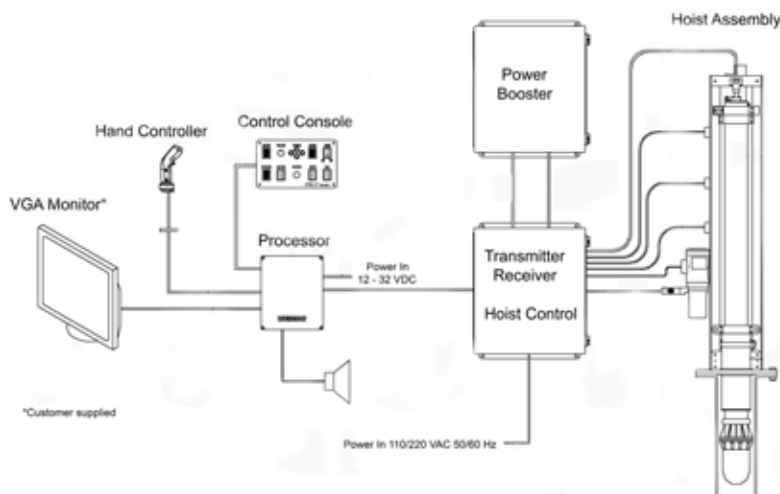 Hoist Assembly
Power
Booster
Control Console
Hand Controller
VGA Monitor*
Processor
Power In
12 - 32 VDC
Transmitter
Receiver
Hoist Control
*Customer supplied
Power In 110/220 VAC 50/60 Hz